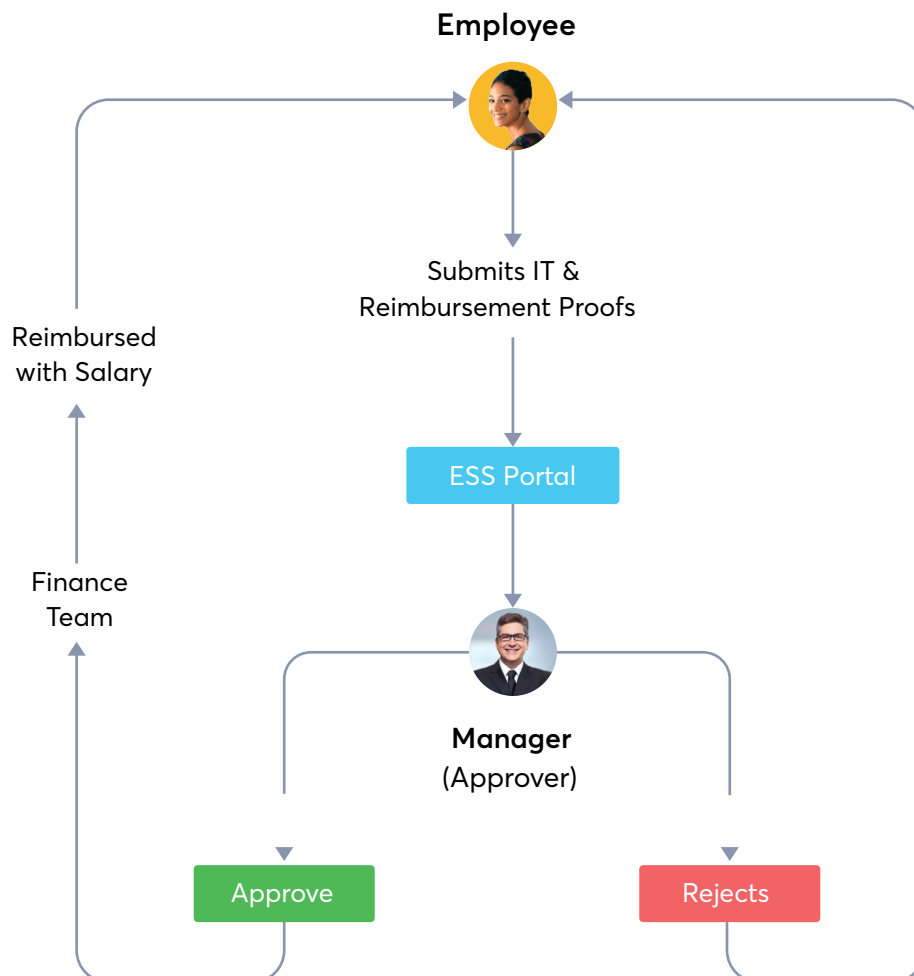 Employee
Submits IT &
Reimbursement Proofs
Reimbursed
with Salary
ESS Portal
Finance
Team
Manager
(Approver)
Approve
Rejects